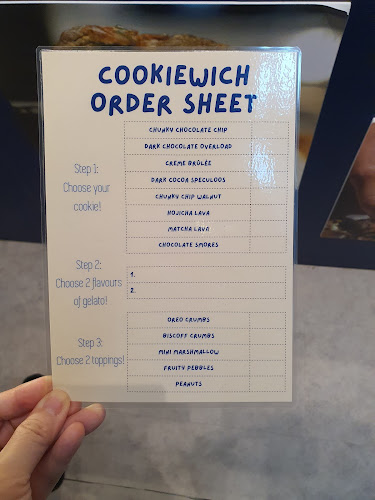 COOKIEWICH
ORDER SHEET
Step 1:
Choose your
cookie!
CHUNKY CHOCOLATE CHIP
DARK CHOCOLATE OVERLOAD
CREME BRÛLÉE
DARK COCOA SPECULOOS
CHUNKY CHIP WALNUT
HOJICHA LAVA
MATCHA LAVA
CHOCOLATE SMORES
Step 2:
Choose 2 flavours
of gelato!
1.
2.
Step 3:
Choose 2 toppings!
OREO CRUMBS
BISCOFF CRUMBS
MINI MARSHMALLOW
FRUITY PEBBLES
PEANUTS